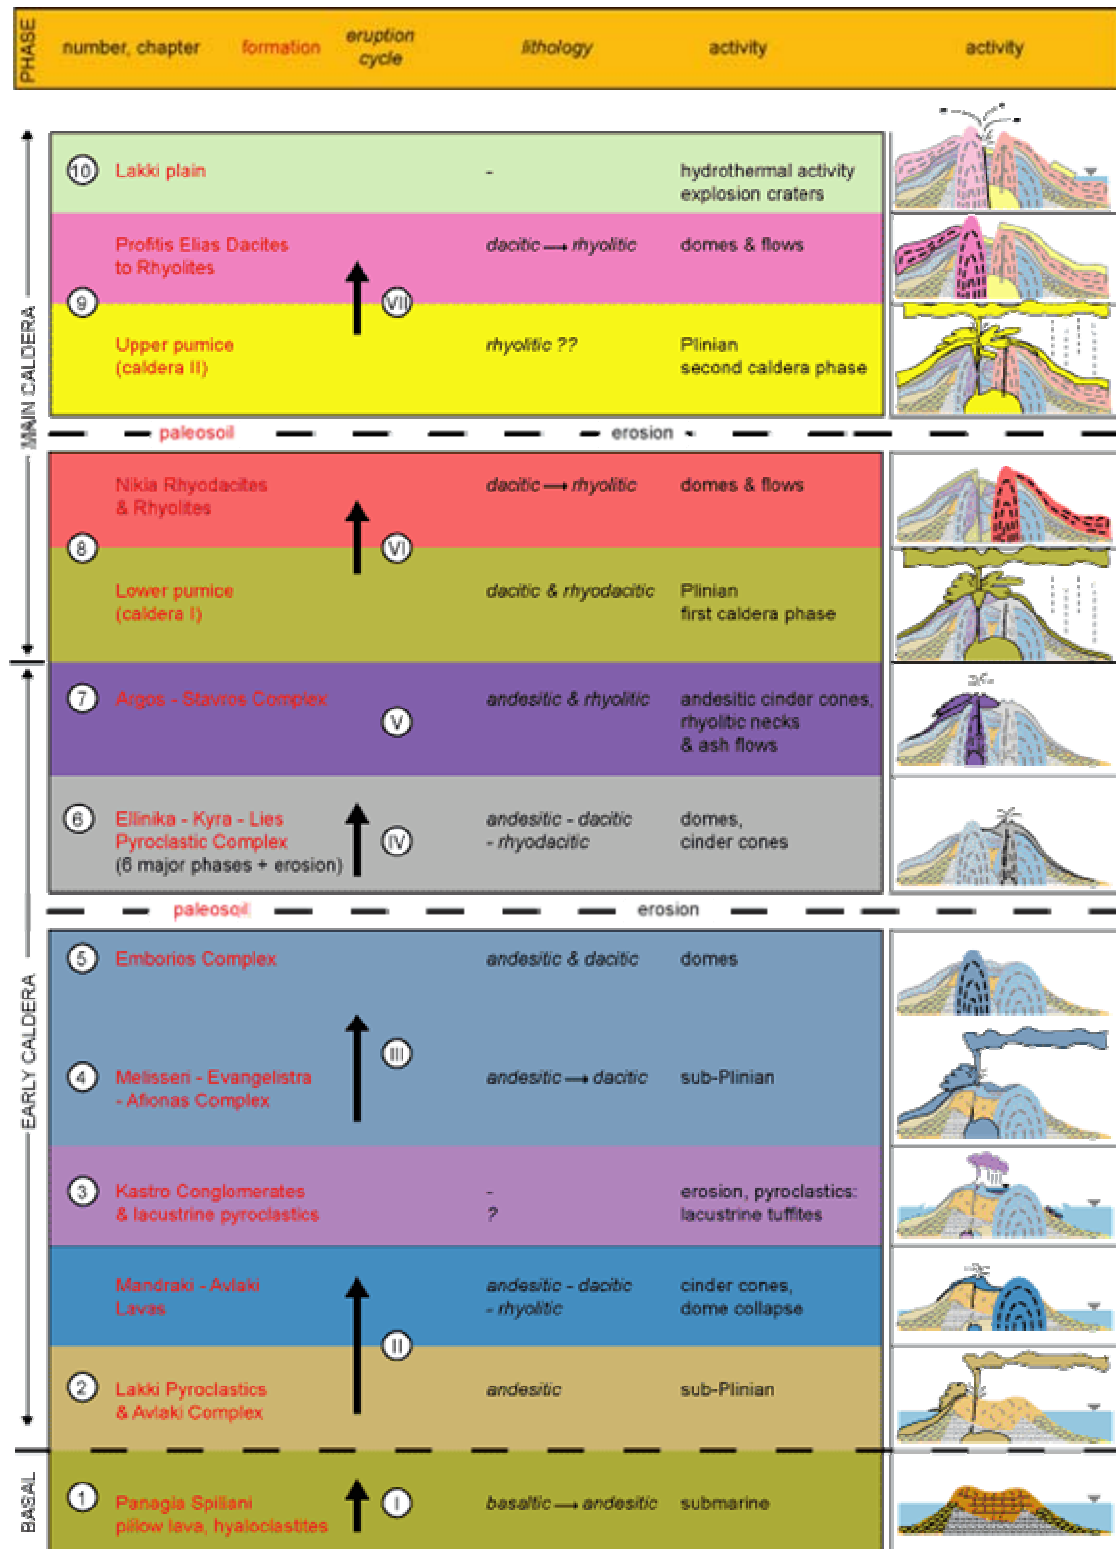 PHASE
number, chapter
formation
eruption
cycle
lithology
activity
activity
MAIN CALDERA
10
Lakki plain
-
hydrothermal activity
explosion craters
Profitis Elias Dacites
to Rhyolites
dacitic → rhyolitic
domes & flows
9
VII
Upper pumice
(caldera II)
rhyolitic ??
Plinian
second caldera phase
paleosoil
erosion
Nikia Rhyodacites
& Rhyolites
dacitic → rhyolitic
domes & flows
8
VI
Lower pumice
(caldera I)
dacitic & rhyodacitic
Plinian
first caldera phase
EARLY CALDERA
7
Argos - Stavros Complex
V
andesitic & rhyolitic
andesitic cinder cones,
rhyolitic necks
& ash flows
6
Ellinika - Kyra - Lies
Pyroclastic Complex
(6 major phases + erosion)
IV
andesitic - dacitic
- rhyodacitic
domes,
cinder cones
paleosoil
erosion
5
Emborios Complex
andesitic & dacitic
domes
III
4
Melisseri - Evangelistra
- Afionas Complex
andesitic → dacitic
sub-Plinian
3
Kastro Conglomerates
& lacustrine pyroclastics
-
?
erosion, pyroclastics:
lacustrine tuffites
Mandraki - Avlaki
Lavas
andesitic - dacitic
- rhyolitic
cinder cones,
dome collapse
II
2
Lakki Pyroclastics
& Avlaki Complex
andesitic
sub-Plinian
BASAL
1
Panagia Spiliani
pillow lava, hyaloclastites
I
basaltic → andesitic
submarine